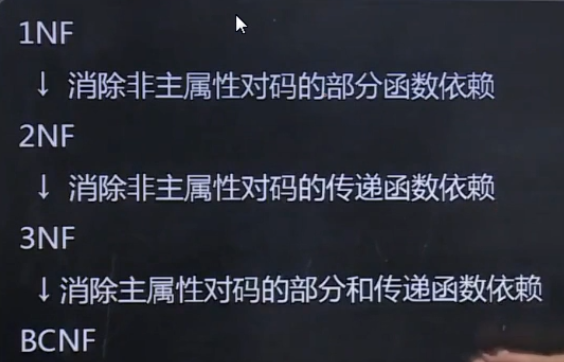 1NF
↓ 消除非主属性对码的部分函数依赖
2NF
↓ 消除非主属性对码的传递函数依赖
3NF
↓消除主属性对码的部分和传递函数依赖
BCNF